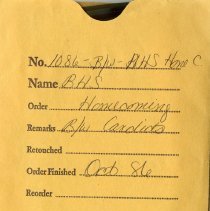 No. 1086-B/W-BHS Home C.
Name BHS
Order Homecoming
Remarks B/W Candids
Retouched
Order Finished Oct 86
Reorder